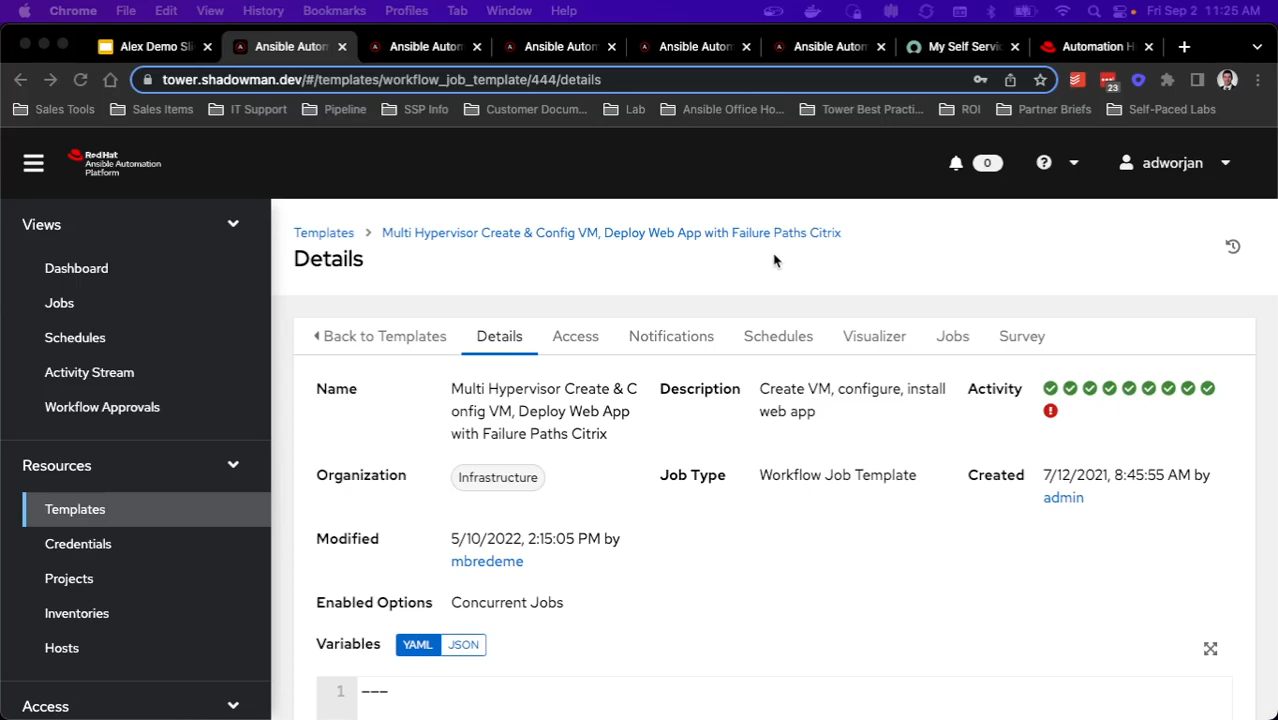 Chrome File Edit View History Bookmarks Profiles Tab Window Help Fri Sep 2 11:25 AM
Alex Demo Sli Ansible Autom Ansible Autom Ansible Autom Ansible Autom Ansible Autom My Self Servic Automation H
tower.shadowman.dev/#/templates/workflow_job_template/444/details 23
Sales Tools Sales Items IT Support Pipeline SSP Info Customer Docum... Lab Ansible Office Ho... Tower Best Practi... ROI Partner Briefs Self-Paced Labs
Red Hat
Ansible Automation
Platform
0 adworjan
Views
Dashboard
Jobs
Schedules
Activity Stream
Workflow Approvals
Resources
Templates
Credentials
Projects
Inventories
Hosts
Access
Templates Multi Hypervisor Create & Config VM, Deploy Web App with Failure Paths Citrix
Details
Back to Templates Details Access Notifications Schedules Visualizer Jobs Survey
Name Multi Hypervisor Create & C
onfig VM, Deploy Web App
with Failure Paths Citrix
Description Create VM, configure, install
web app
Activity
Organization Infrastructure
Job Type Workflow Job Template
Created 7/12/2021, 8:45:55 AM by
admin
Modified 5/10/2022, 2:15:05 PM by
mbredeme
Enabled Options Concurrent Jobs
Variables YAML JSON
1 ---